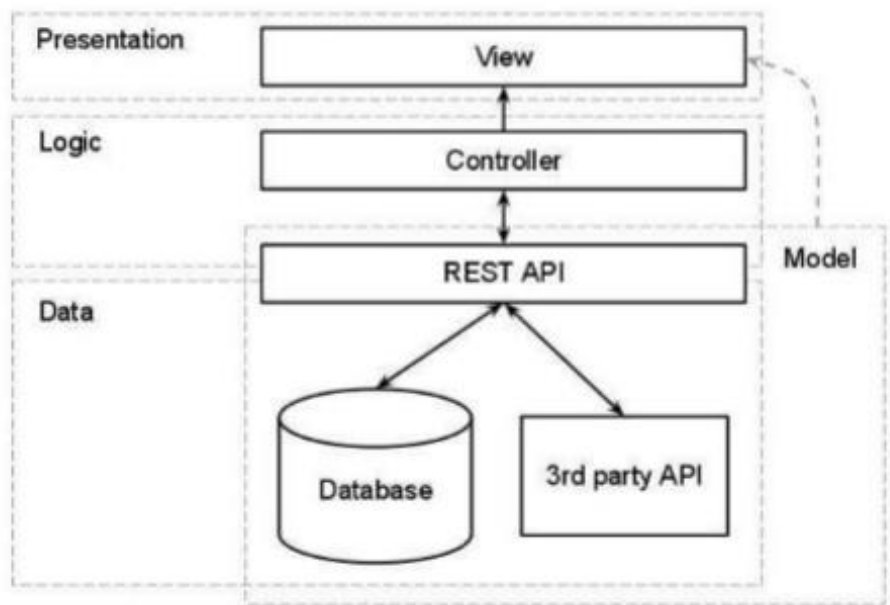 Presentation
View
Logic
Controller
REST API
Model
Data
Database
3rd party API